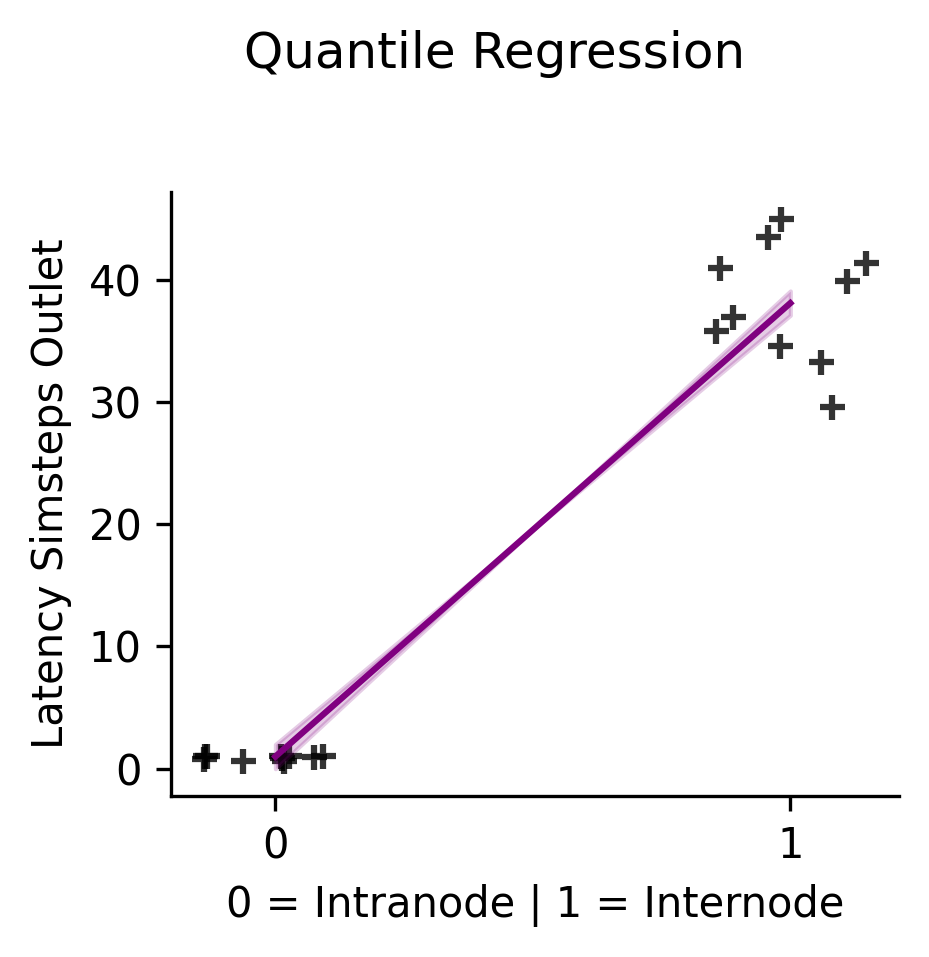 Quantile Regression
Latency Simsteps Outlet
40
30
20
10
0
0 1
0 = Intranode | 1 = Internode